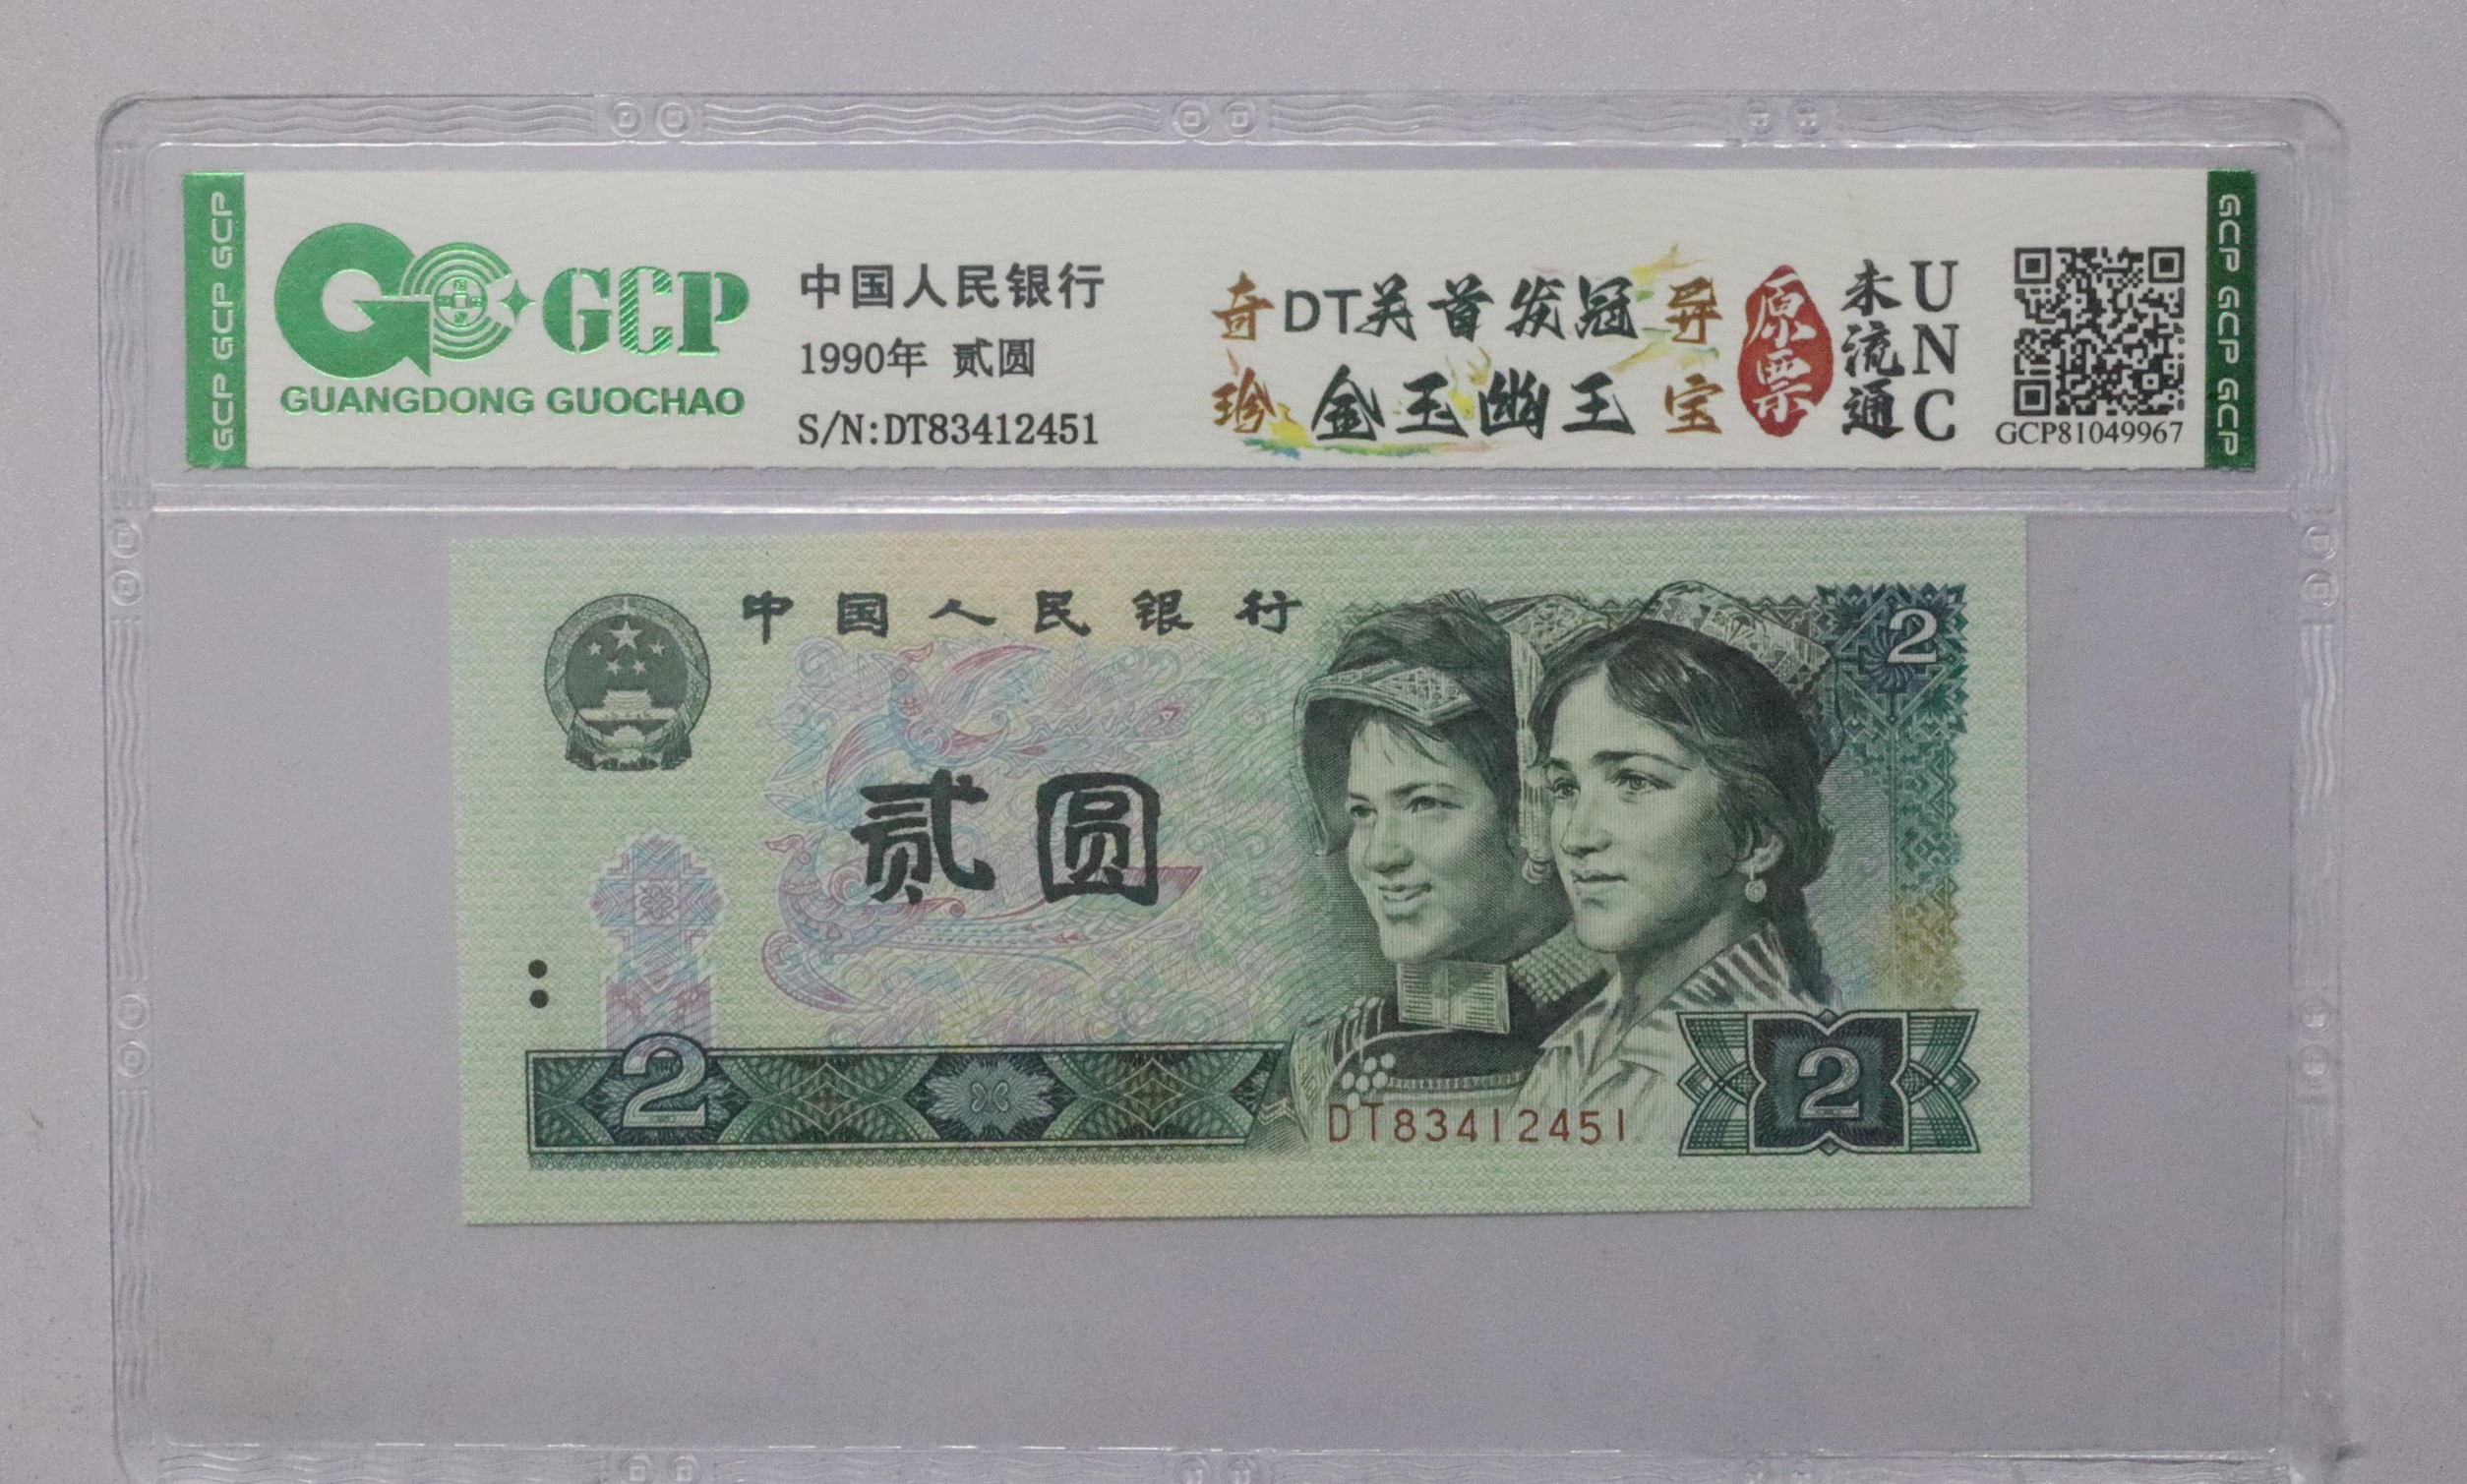 GCP GCP GCP
GCP
GUANGDONG GUOCHAO
中国人民银行
1990年 贰圆
S/N:DT83412451
奇珍
DT关首发冠
金玉幽王
异宝
原票
未流通
UNC
GCP81049967
GCP GCP GCP
中国人民银行
2
贰圆
2
DT83412451
2